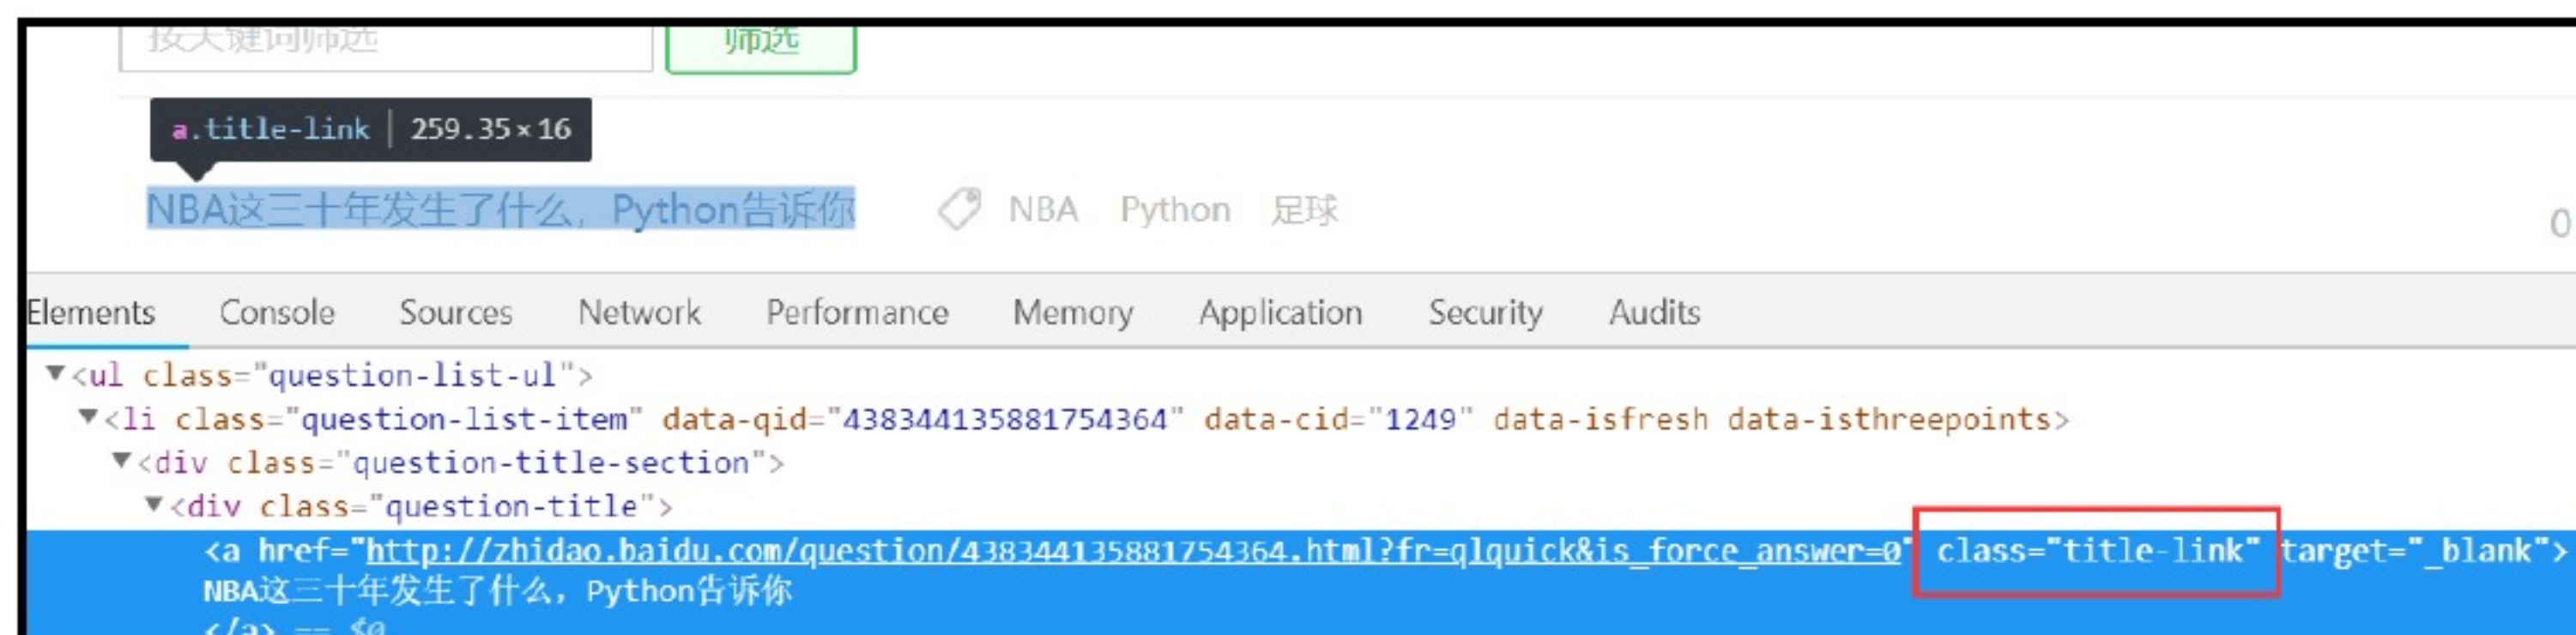 按关键词筛选 筛选
a.title-link | 259.35×16
NBA这三十年发生了什么，Python告诉你 NBA Python 足球 0
Elements Console Sources Network Performance Memory Application Security Audits
▼<ul class="question-list-ul">
▼<li class="question-list-item" data-qid="438344135881754364" data-cid="1249" data-isfresh data-isthreepoints>
▼<div class="question-title-section">
▼<div class="question-title">
<a href="http://zhidao.baidu.com/question/438344135881754364.html?fr=qlquick&is_force_answer=0" class="title-link" target="_blank">
NBA这三十年发生了什么，Python告诉你
</a> == $0